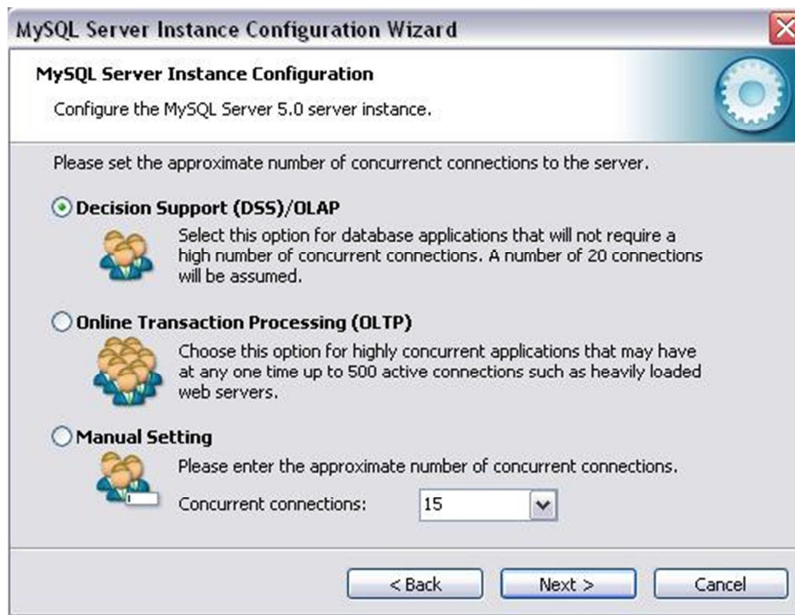 MySQL Server Instance Configuration Wizard
MySQL Server Instance Configuration
Configure the MySQL Server 5.0 server instance.
Please set the approximate number of concurrenct connections to the server.
Decision Support (DSS)/OLAP
Select this option for database applications that will not require a
high number of concurrent connections. A number of 20 connections
will be assumed.
Online Transaction Processing (OLTP)
Choose this option for highly concurrent applications that may have
at any one time up to 500 active connections such as heavily loaded
web servers.
Manual Setting
Please enter the approximate number of concurrent connections.
Concurrent connections: 15
< Back Next > Cancel